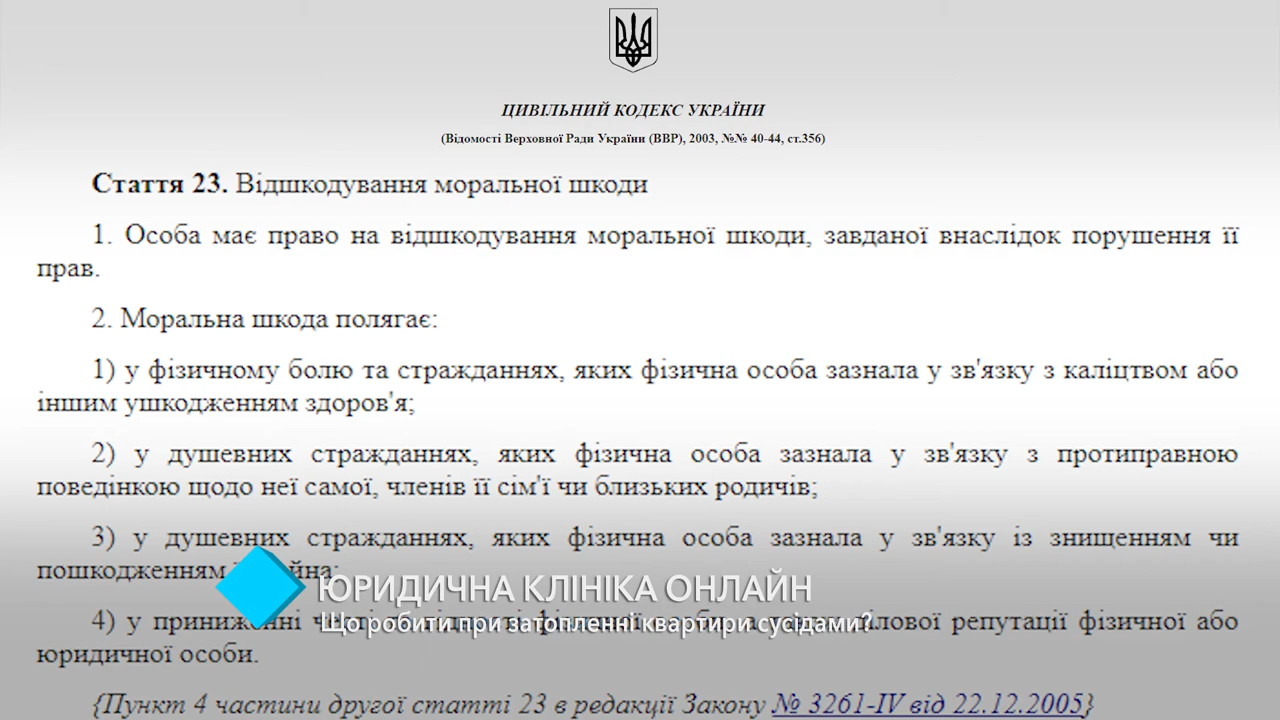 ЦИВІЛЬНИЙ КОДЕКС УКРАЇНИ
(Відомості Верховної Ради України (ВВР), 2003, №№ 40-44, ст.356)
Стаття 23. Відшкодування моральної шкоди
1. Особа має право на відшкодування моральної шкоди, завданої внаслідок порушення її
прав.
2. Моральна шкода полягає:
1) у фізичному болю та стражданнях, яких фізична особа зазнала у зв'язку з каліцтвом або
іншим ушкодженням здоров'я;
2) у душевних стражданнях, яких фізична особа зазнала у зв'язку з протиправною
поведінкою щодо неї самої, членів її сім'ї чи близьких родичів;
3) у душевних стражданнях, яких фізична особа зазнала у зв'язку із знищенням чи
пошкодженням
ЮРИДИЧНА КЛІНІКА ОНЛАЙН
4) у приниженні репутації фізичної або
Що робити при затопленні квартири сусідами?
юридичної особи.
{Пункт 4 частини другої статті 23 в редакції Закону № 3261-IV від 22.12.2005}